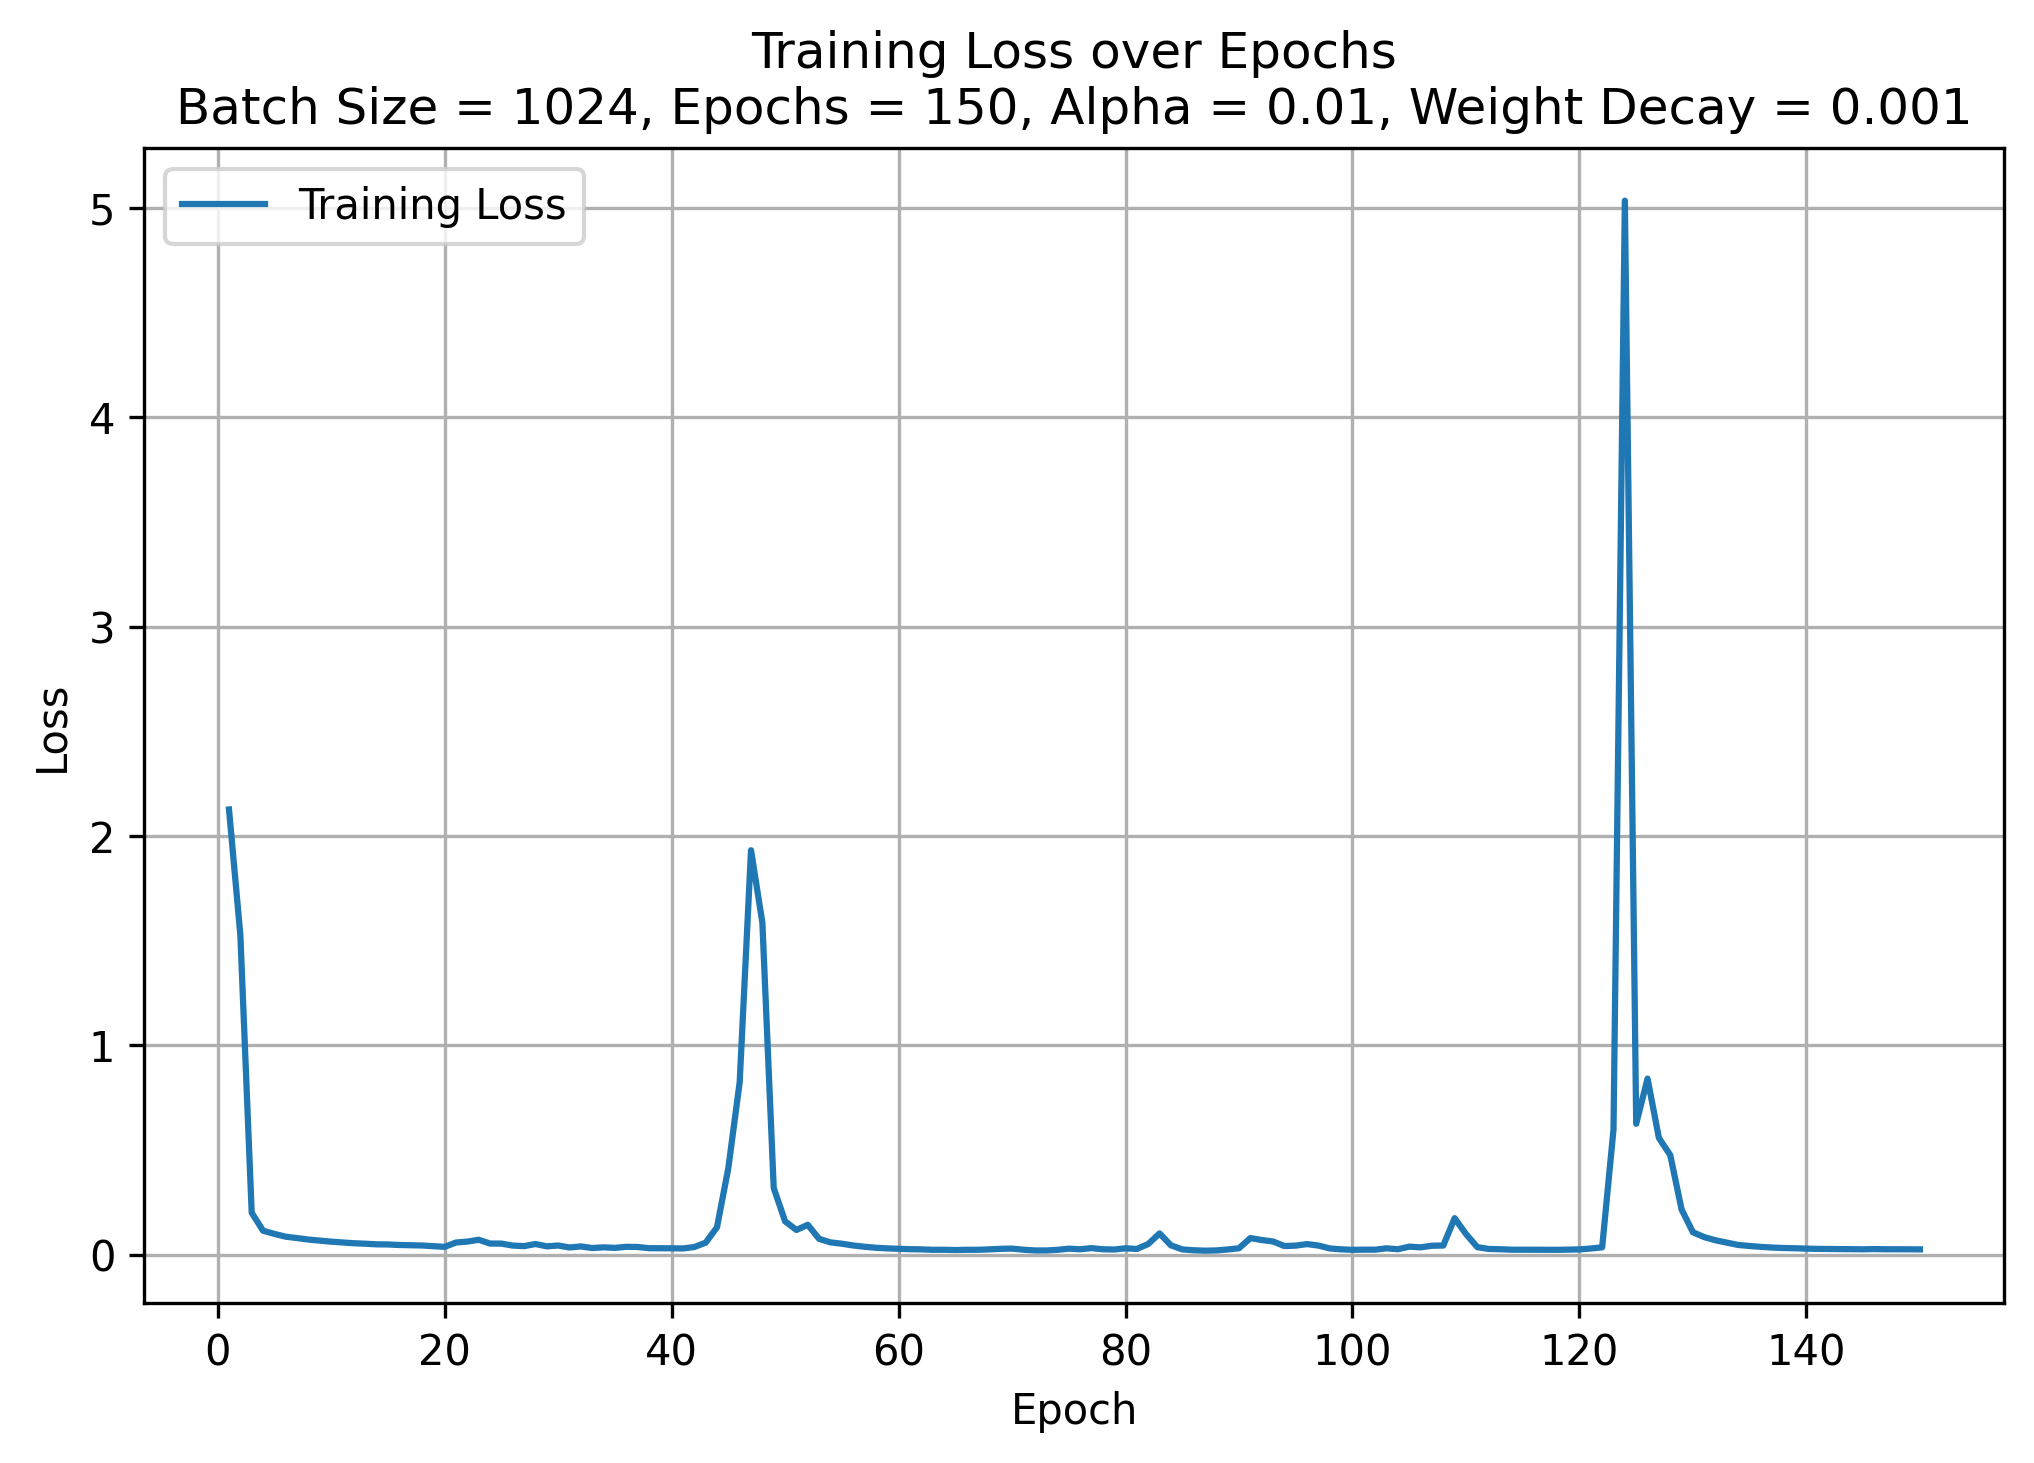 Training Loss over Epochs
Batch Size = 1024, Epochs = 150, Alpha = 0.01, Weight Decay = 0.001
Training Loss
5
4
3
2
1
0
Loss
0 20 40 60 80 100 120 140
Epoch